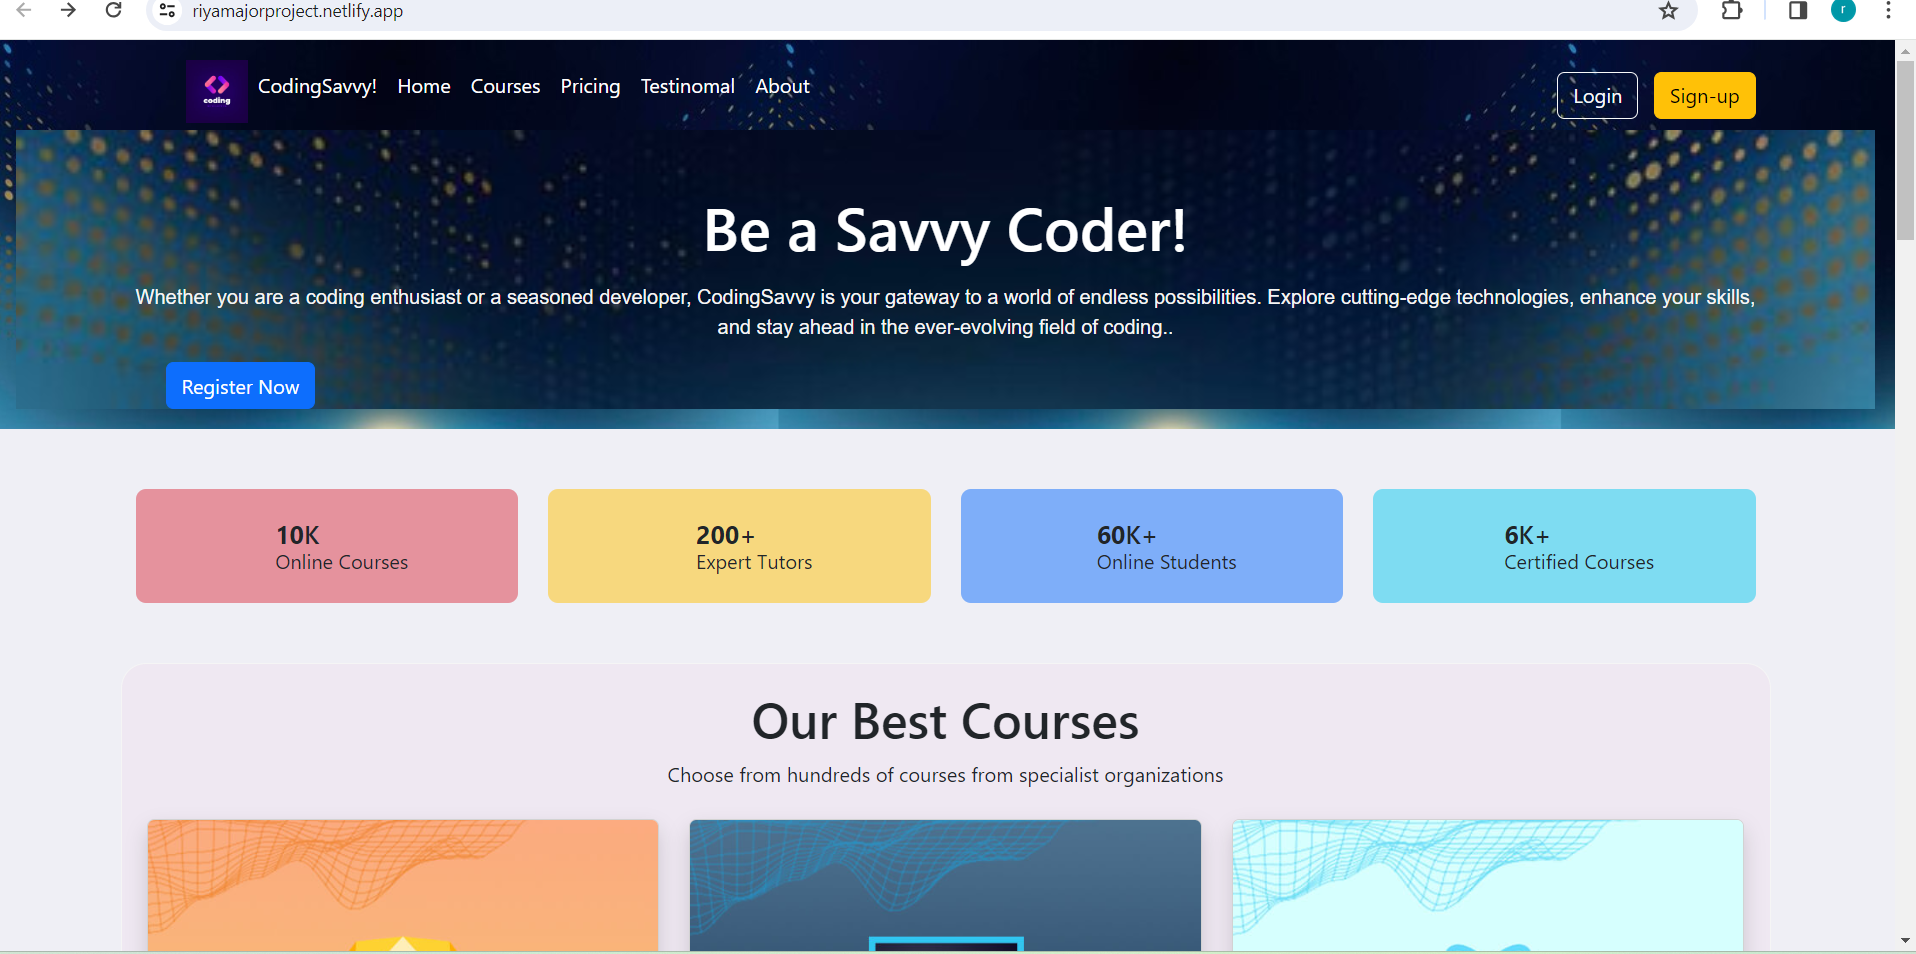 riyamajorproject.netlify.app
r
coding
CodingSavvy! Home Courses Pricing Testinomal About
Login Sign-up
Be a Savvy Coder!
Whether you are a coding enthusiast or a seasoned developer, CodingSavvy is your gateway to a world of endless possibilities. Explore cutting-edge technologies, enhance your skills,
and stay ahead in the ever-evolving field of coding..
Register Now
10K
Online Courses
200+
Expert Tutors
60K+
Online Students
6K+
Certified Courses
Our Best Courses
Choose from hundreds of courses from specialist organizations